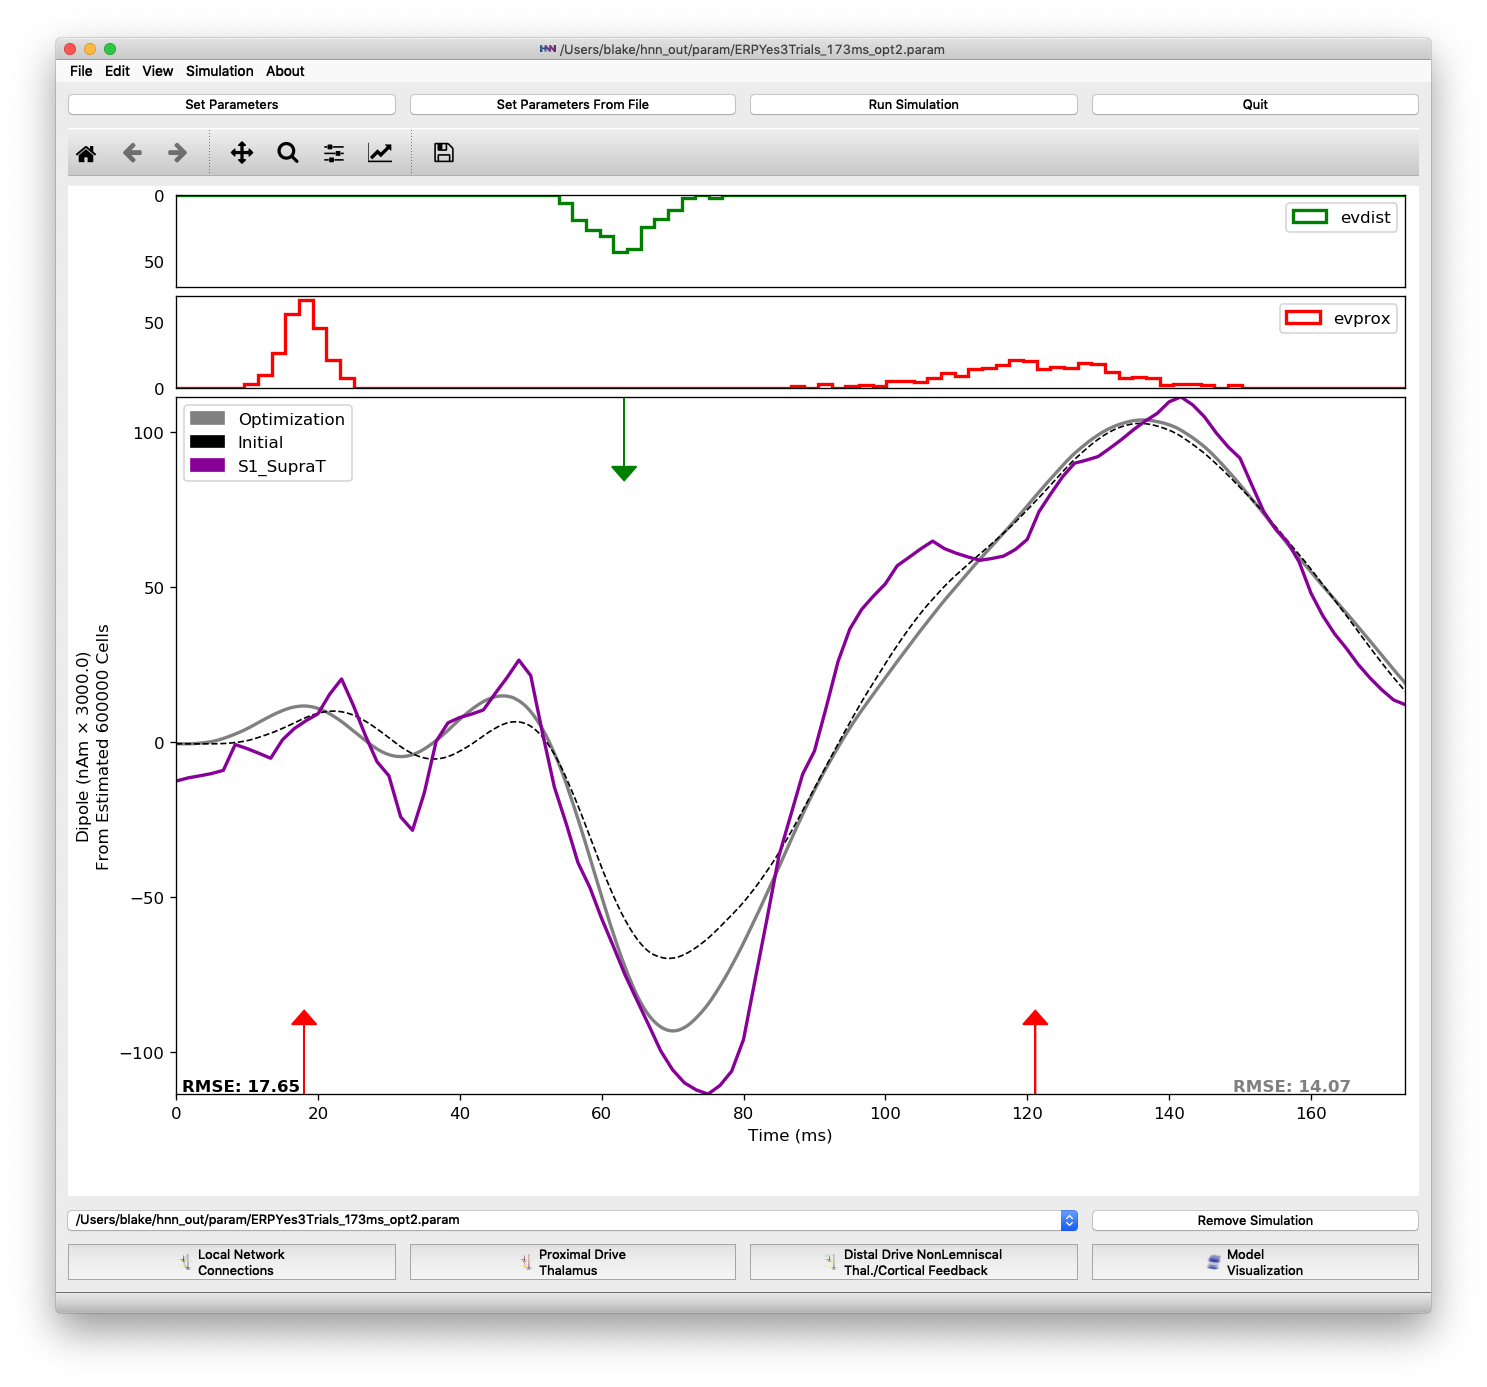 HNN /Users/blake/hnn_out/param/ERPYes3Trials_173ms_opt2.param
File Edit View Simulation About
Set Parameters Set Parameters From File Run Simulation Quit
0
50
evdist
50
0
evprox
Optimization
Initial
S1_SupraT
100
50
0
−50
−100
Dipole (nAm × 3000.0)
From Estimated 600000 Cells
RMSE: 17.65
RMSE: 14.07
0 20 40 60 80 100 120 140 160
Time (ms)
/Users/blake/hnn_out/param/ERPYes3Trials_173ms_opt2.param
Remove Simulation
Local Network
Connections
Proximal Drive
Thalamus
Distal Drive NonLemniscal
Thal./Cortical Feedback
Model
Visualization